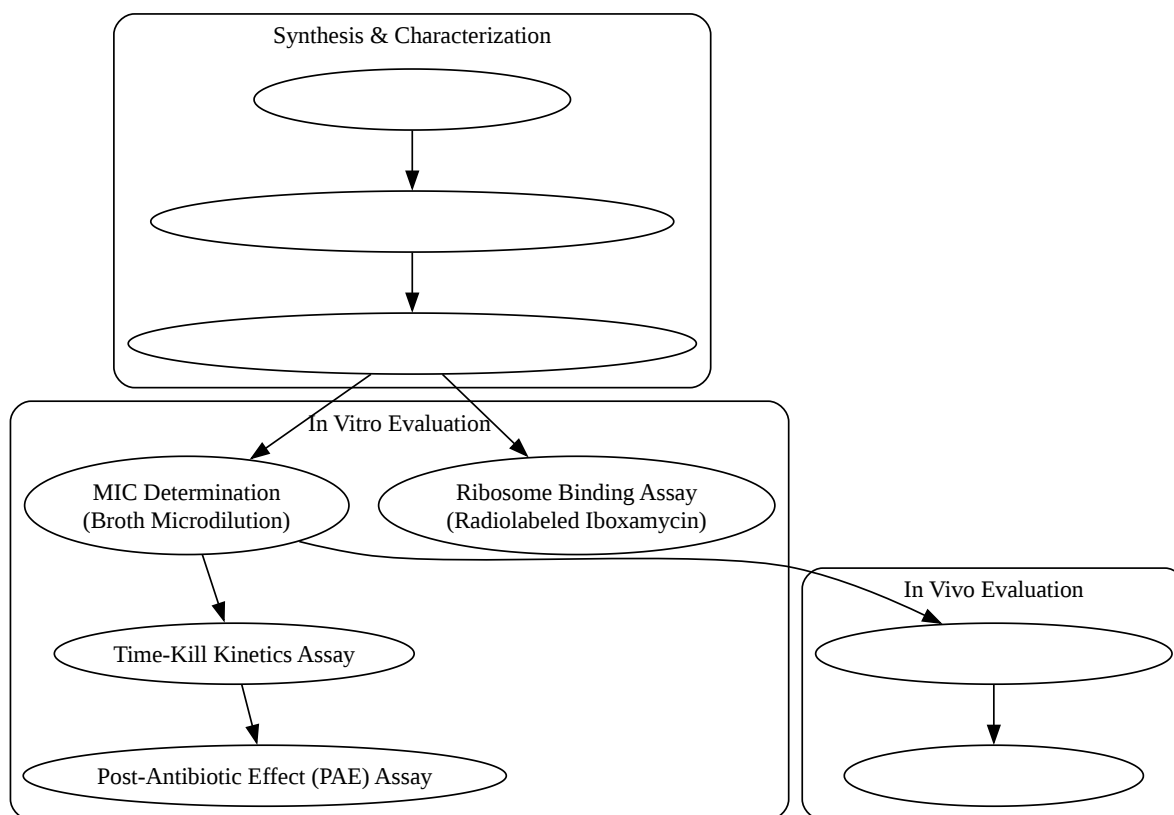 Synthesis & Characterization
In Vitro Evaluation
MIC Determination
(Broth Microdilution)
Ribosome Binding Assay
(Radiolabeled Iboxamycin)
In Vivo Evaluation
Time-Kill Kinetics Assay
Post-Antibiotic Effect (PAE) Assay